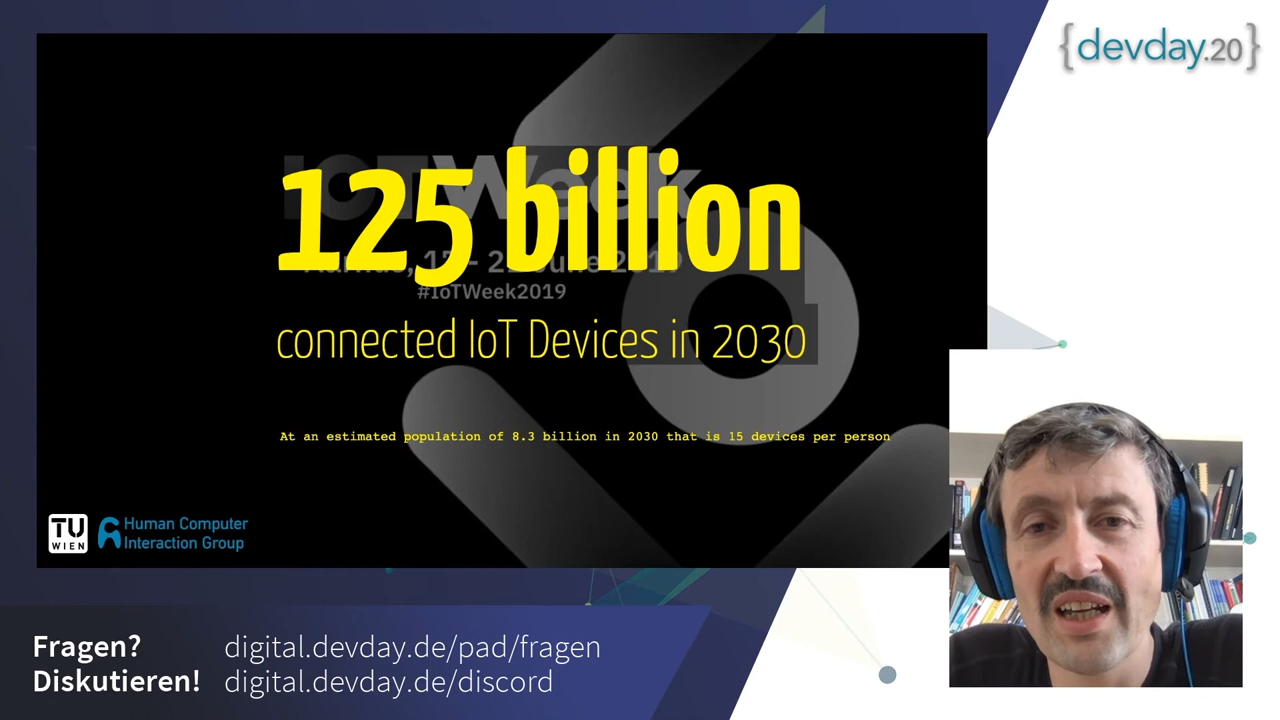 {devday.20}
IoTWeek
125 billion
#IoTWeek2019
connected IoT Devices in 2030
At an estimated population of 8.3 billion in 2030 that is 15 devices per person
TU
WIEN
Human Computer
Interaction Group
Fragen? digital.devday.de/pad/fragen
Diskutieren! digital.devday.de/discord